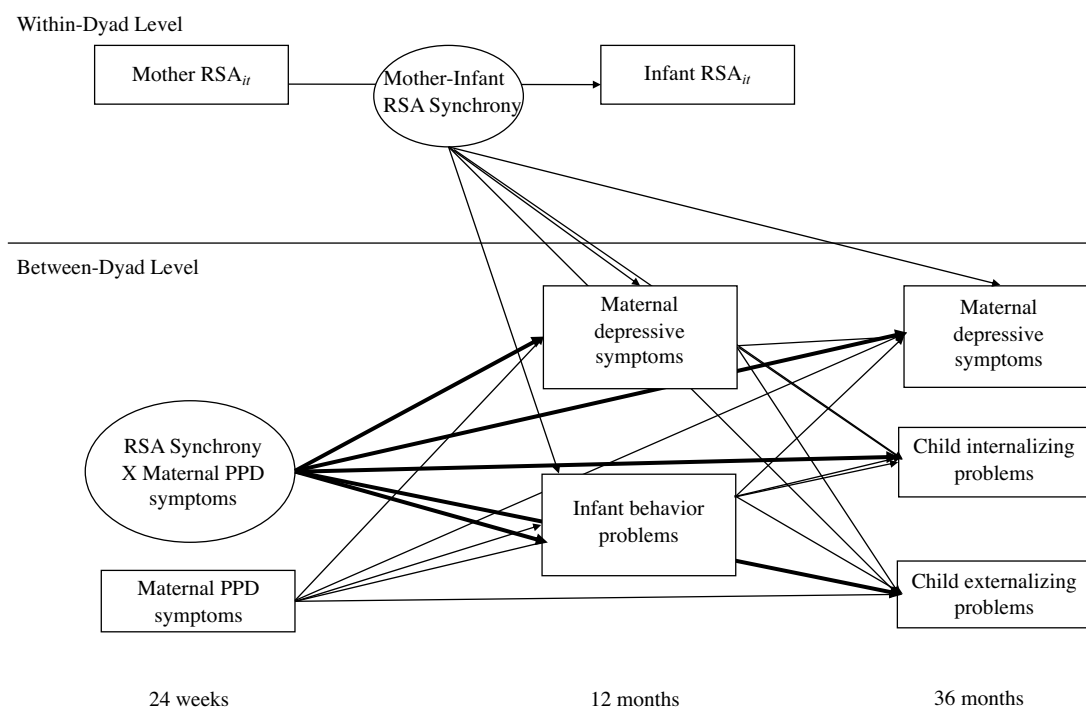 Within-Dyad Level
Mother RSAit
Mother-Infant
RSA Synchrony
Infant RSAit
Between-Dyad Level
Maternal
depressive
symptoms
Maternal
depressive
symptoms
RSA Synchrony
X Maternal PPD
symptoms
Child internalizing
problems
Infant behavior
problems
Maternal PPD
symptoms
Child externalizing
problems
24 weeks
12 months
36 months